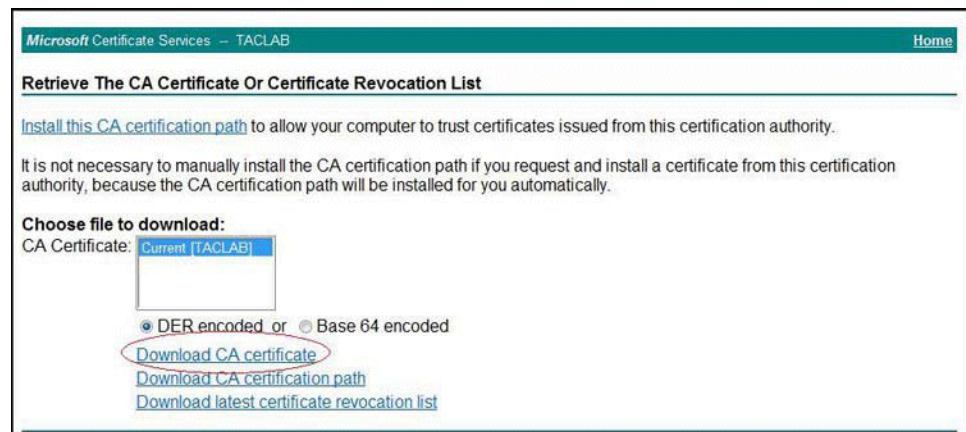 Microsoft Certificate Services -- TACLAB Home
Retrieve The CA Certificate Or Certificate Revocation List
Install this CA certification path to allow your computer to trust certificates issued from this certification authority.
It is not necessary to manually install the CA certification path if you request and install a certificate from this certification
authority, because the CA certification path will be installed for you automatically.
Choose file to download:
CA Certificate: Current [TACLAB]
DER encoded or Base 64 encoded
Download CA certificate
Download CA certification path
Download latest certificate revocation list